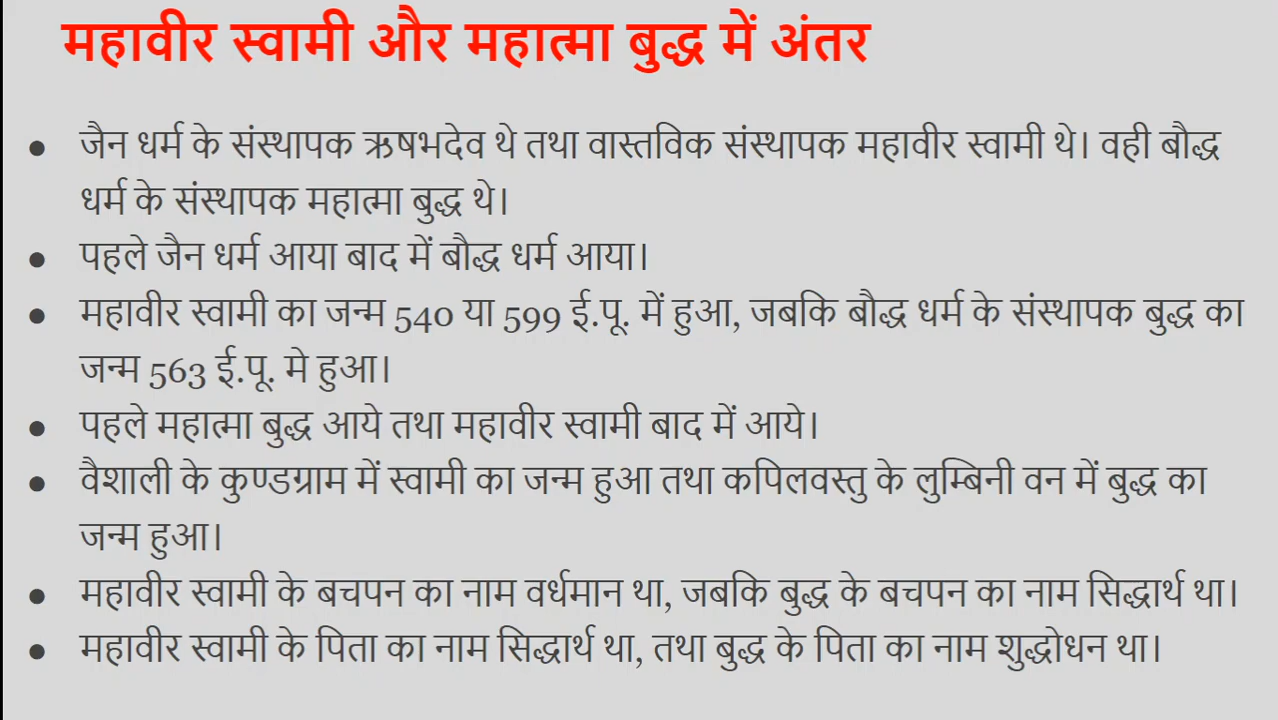 महावीर स्वामी और महात्मा बुद्ध में अंतर
● जैन धर्म के संस्थापक ऋषभदेव थे तथा वास्तविक संस्थापक महावीर स्वामी थे। वही बौद्ध
धर्म के संस्थापक महात्मा बुद्ध थे।
● पहले जैन धर्म आया बाद में बौद्ध धर्म आया।
● महावीर स्वामी का जन्म 540 या 599 ई.पू. में हुआ, जबकि बौद्ध धर्म के संस्थापक बुद्ध का
जन्म 563 ई.पू. मे हुआ।
● पहले महात्मा बुद्ध आये तथा महावीर स्वामी बाद में आये।
● वैशाली के कुण्डग्राम में स्वामी का जन्म हुआ तथा कपिलवस्तु के लुम्बिनी वन में बुद्ध का
जन्म हुआ।
● महावीर स्वामी के बचपन का नाम वर्धमान था, जबकि बुद्ध के बचपन का नाम सिद्धार्थ था।
● महावीर स्वामी के पिता का नाम सिद्धार्थ था, तथा बुद्ध के पिता का नाम शुद्धोधन था।